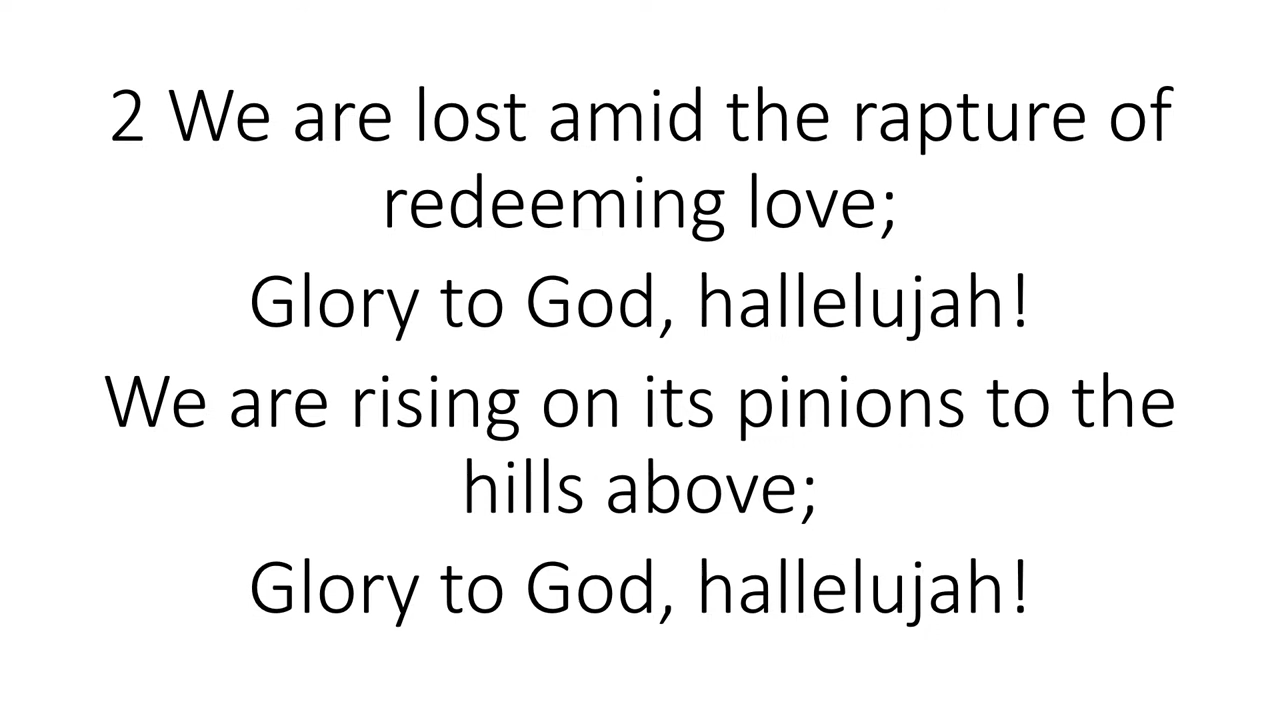 2 We are lost amid the rapture of
redeeming love;
Glory to God, hallelujah!
We are rising on its pinions to the
hills above;
Glory to God, hallelujah!